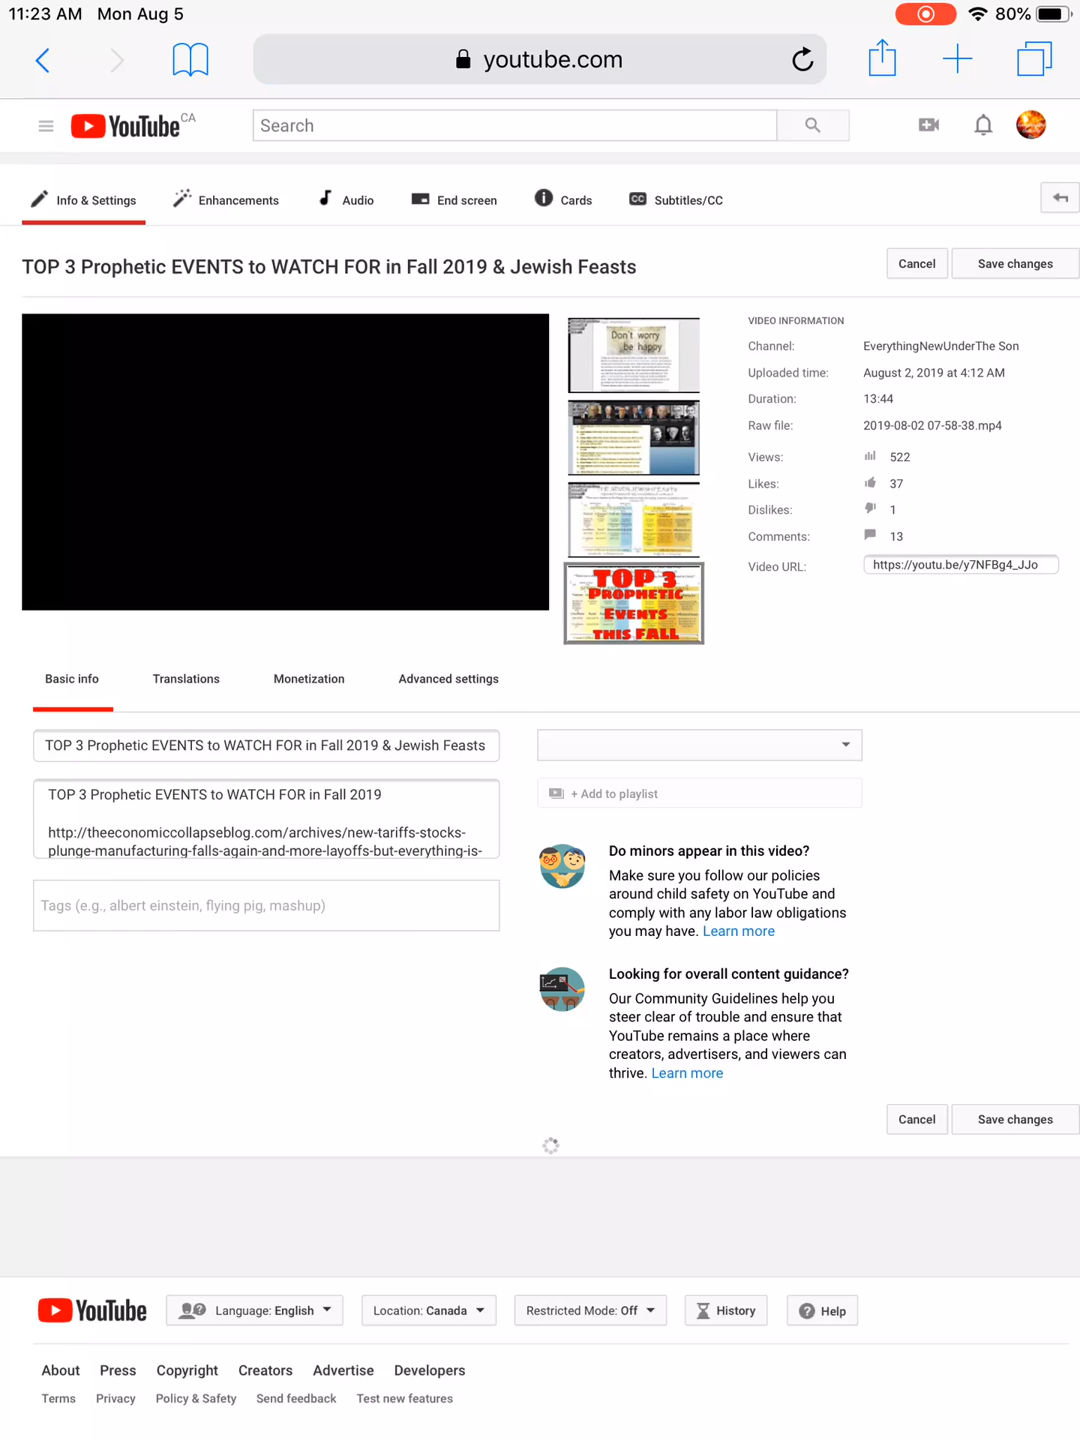 11:23 AM Mon Aug 5
80%
youtube.com
YouTube CA
Search
Info & Settings
Enhancements
Audio
End screen
Cards
CC Subtitles/CC
TOP 3 Prophetic EVENTS to WATCH FOR in Fall 2019 & Jewish Feasts
Cancel
Save changes
Don't worry
be happy
TOP 3
PROPHETIC
EVENTS
THIS FALL
VIDEO INFORMATION
Channel: EverythingNewUnderThe Son
Uploaded time: August 2, 2019 at 4:12 AM
Duration: 13:44
Raw file: 2019-08-02 07-58-38.mp4
Views: 522
Likes: 37
Dislikes: 1
Comments: 13
Video URL: https://youtu.be/y7NFBg4_JJo
Basic info
Translations
Monetization
Advanced settings
TOP 3 Prophetic EVENTS to WATCH FOR in Fall 2019 & Jewish Feasts
TOP 3 Prophetic EVENTS to WATCH FOR in Fall 2019
http://theeconomiccollapseblog.com/archives/new-tariffs-stocks-
plunge-manufacturing-falls-again-and-more-layoffs-but-everything-is-
Tags (e.g., albert einstein, flying pig, mashup)
+ Add to playlist
Do minors appear in this video?
Make sure you follow our policies
around child safety on YouTube and
comply with any labor law obligations
you may have. Learn more
Looking for overall content guidance?
Our Community Guidelines help you
steer clear of trouble and ensure that
YouTube remains a place where
creators, advertisers, and viewers can
thrive. Learn more
Cancel
Save changes
YouTube
Language: English
Location: Canada
Restricted Mode: Off
History
Help
About Press Copyright Creators Advertise Developers
Terms Privacy Policy & Safety Send feedback Test new features